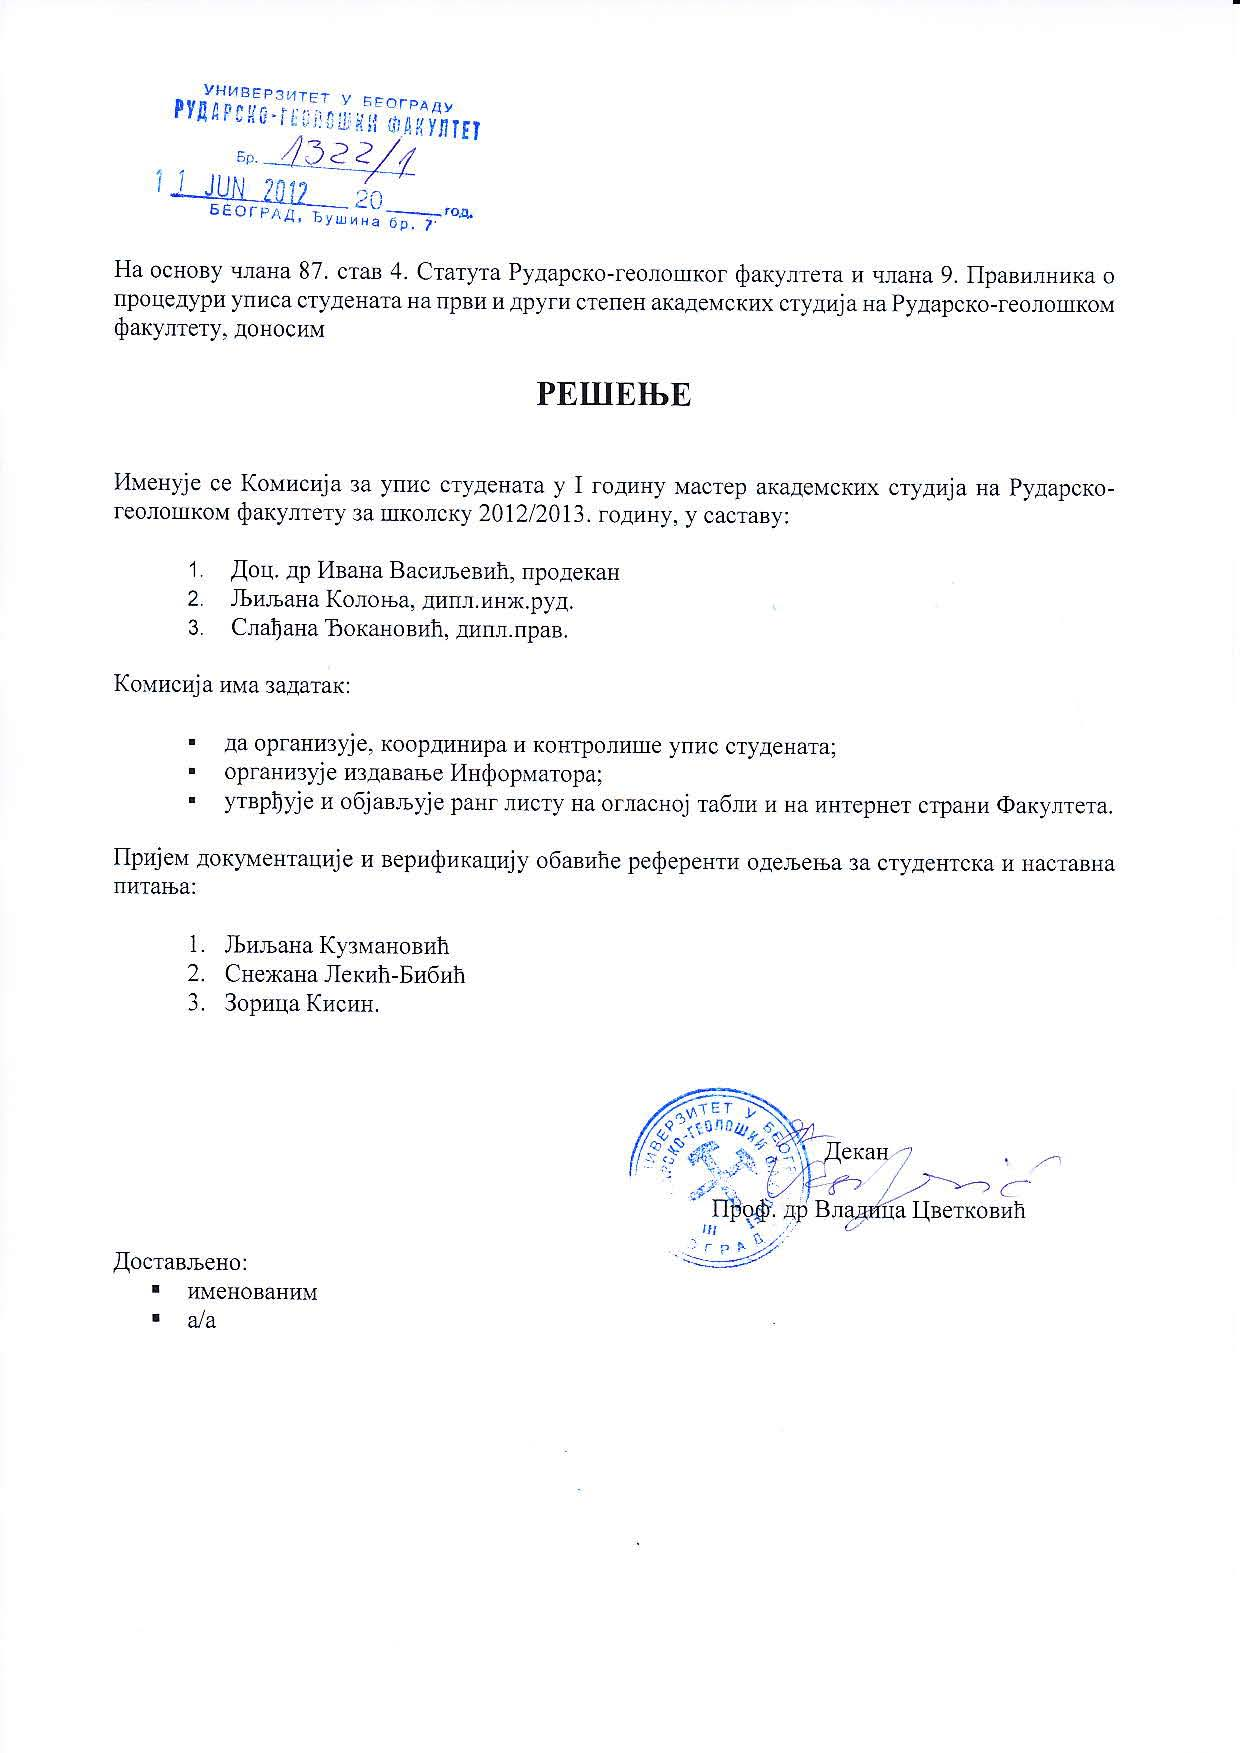 УНИВЕРЗИТЕТ У БЕОГРАДУ
РУДАРСКО-ГЕОЛОШКИ ФАКУЛТЕТ
Бр. 1322/1
11 JUN 2012 20 год.
БЕОГРАД, Ђушина бр. 7
На основу члана 87. став 4. Статута Рударско-геолошког факултета и члана 9. Правилника о
процедури уписа студената на први и други степен академских студија на Рударско-геолошком
факултету, доносим
РЕШЕЊЕ
Именује се Комисија за упис студената у I годину мастер академских студија на Рударско-
геолошком факултету за школску 2012/2013. годину, у саставу:
1. Доц. др Ивана Васиљевић, продекан
2. Љиљана Колоња, дипл.инж.руд.
3. Слађана Ђокановић, дипл.прав.
Комисија има задатак:
▪ да организује, координира и контролише упис студената;
▪ организује издавање Информатора;
▪ утврђује и објављује ранг листу на огласној табли и на интернет страни Факултета.
Пријем документације и верификацију обавиће референти одељења за студентска и наставна
питања:
1. Љиљана Кузмановић
2. Снежана Лекић-Бибић
3. Зорица Кисин.
Декан
Проф. др Владица Цветковић
Достављено:
▪ именованим
▪ а/а